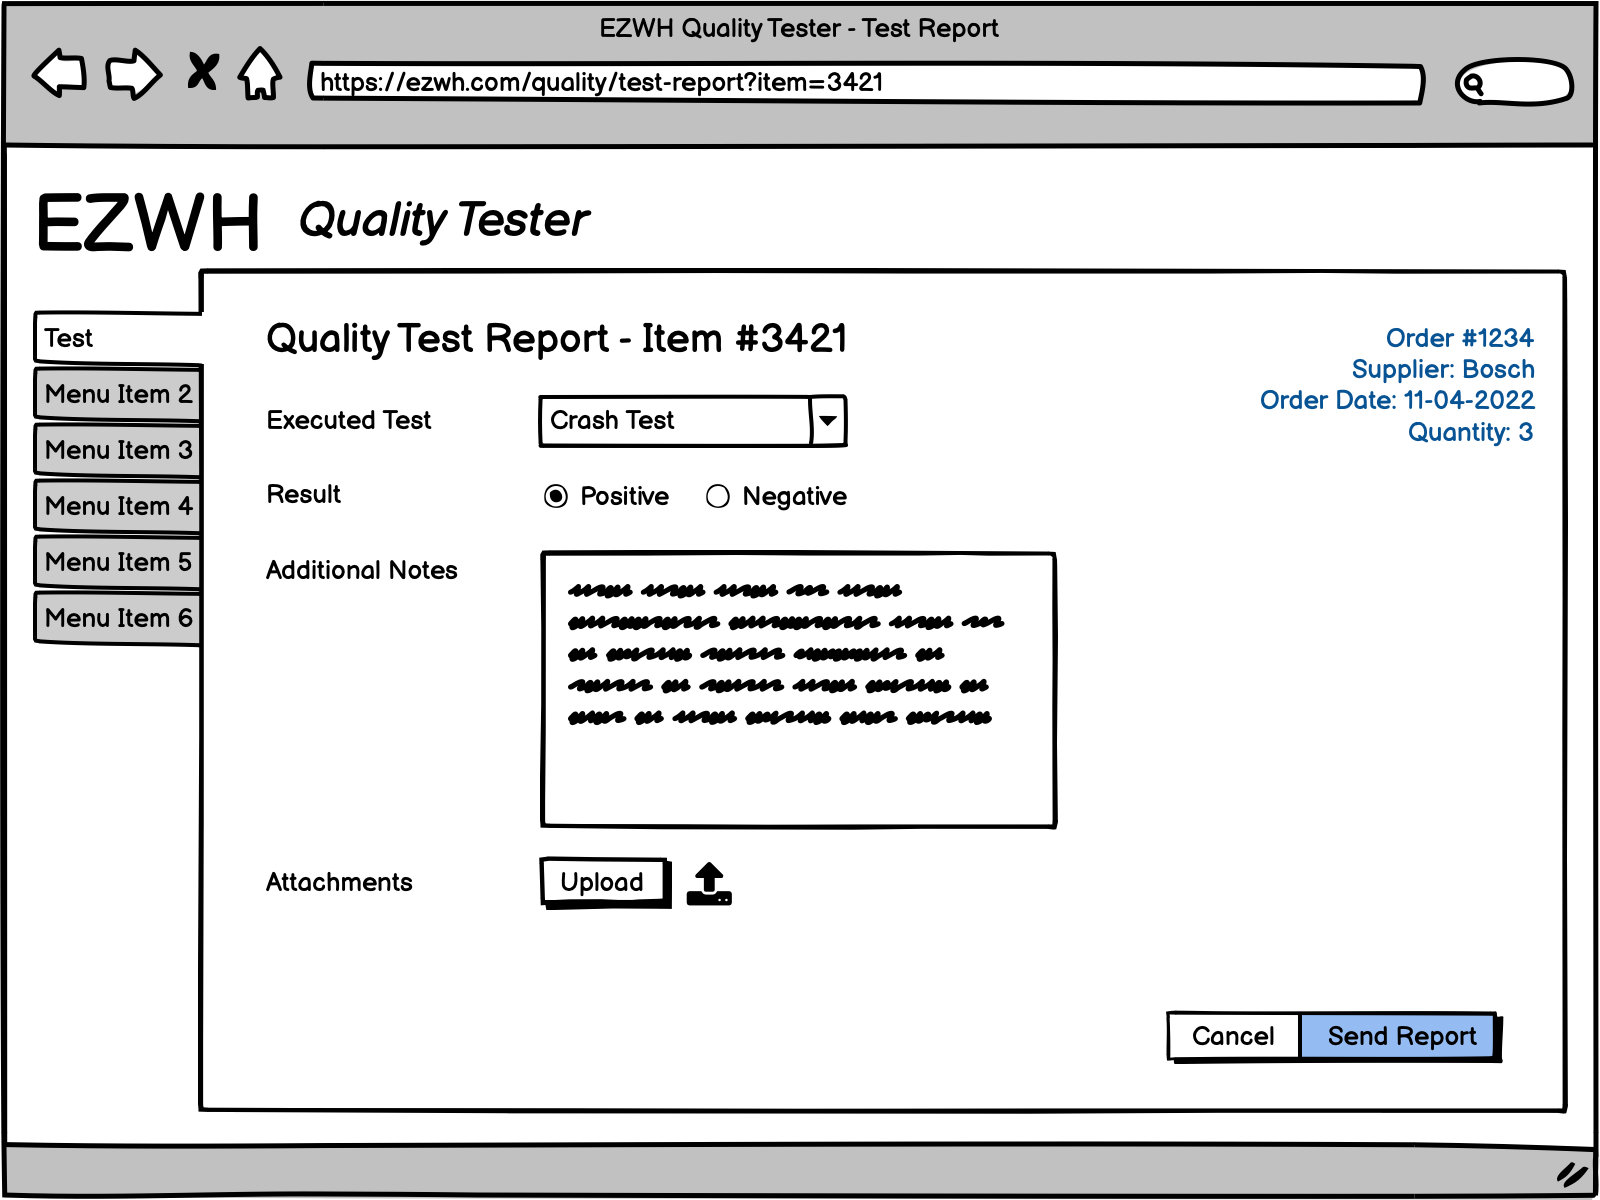 EZWH Quality Tester - Test Report
https://ezwh.com/quality/test-report?item=3421
EZWH Quality Tester
Test
Menu Item 2
Menu Item 3
Menu Item 4
Menu Item 5
Menu Item 6
Quality Test Report - Item #3421
Order #1234
Supplier: Bosch
Order Date: 11-04-2022
Quantity: 3
Executed Test
Crash Test
Result
Positive
Negative
Additional Notes
Attachments
Upload
Cancel
Send Report